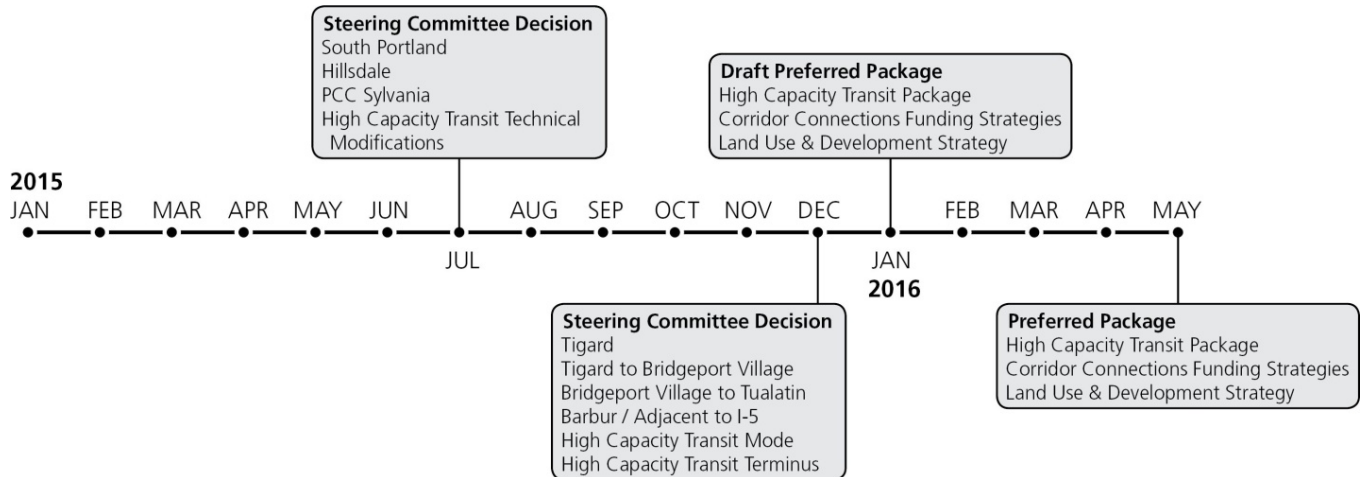 Steering Committee Decision
South Portland
Hillsdale
PCC Sylvania
High Capacity Transit Technical
Modifications
Draft Preferred Package
High Capacity Transit Package
Corridor Connections Funding Strategies
Land Use & Development Strategy
2015
JAN FEB MAR APR MAY JUN AUG SEP OCT NOV DEC FEB MAR APR MAY
JUL JAN
2016
Steering Committee Decision
Tigard
Tigard to Bridgeport Village
Bridgeport Village to Tualatin
Barbur / Adjacent to I-5
High Capacity Transit Mode
High Capacity Transit Terminus
Preferred Package
High Capacity Transit Package
Corridor Connections Funding Strategies
Land Use & Development Strategy